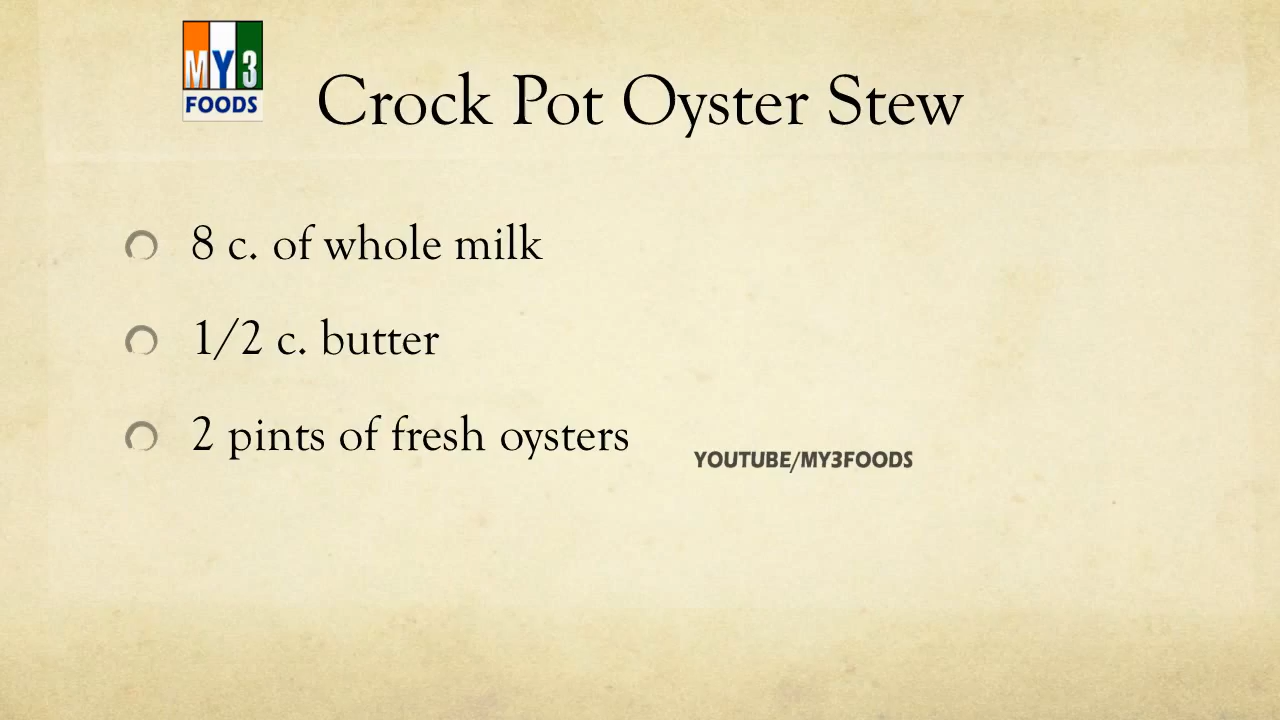 MY3
FOODS
Crock Pot Oyster Stew
8 c. of whole milk
1/2 c. butter
2 pints of fresh oysters
YOUTUBE/MY3FOODS